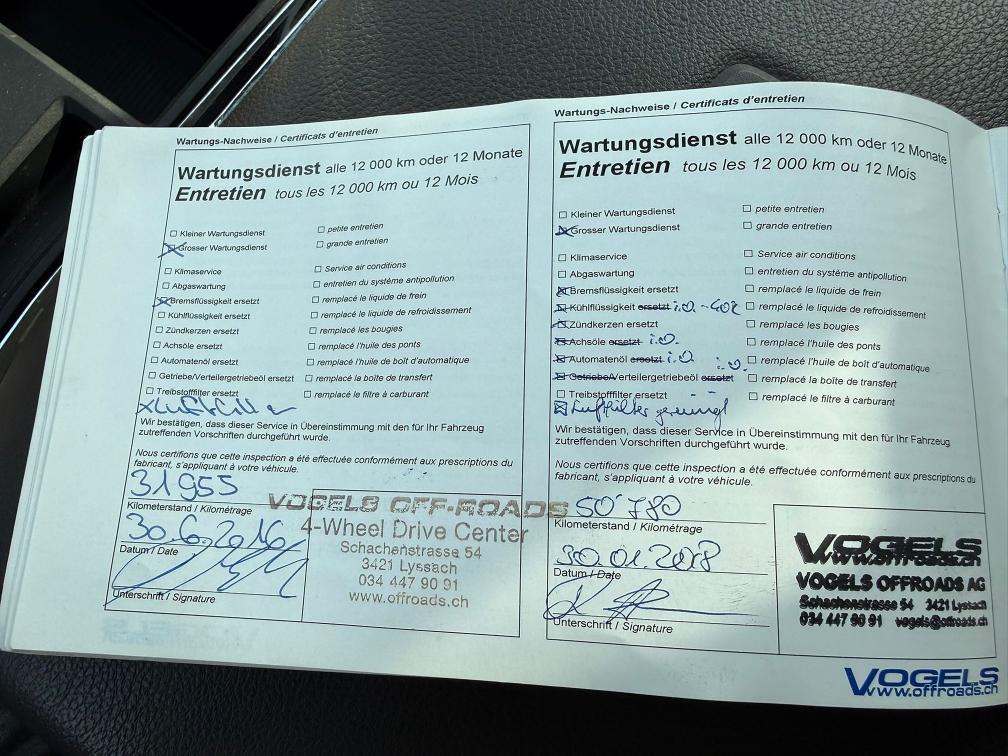 Wartungs-Nachweise / Certificats d'entretien
Wartungsdienst alle 12 000 km oder 12 Monate
Entretien tous les 12 000 km ou 12 Mois
☐ Kleiner Wartungsdienst ☐ petite entretien
☒ Grosser Wartungsdienst ☐ grande entretien
☐ Klimaservice ☐ Service air conditions
☐ Abgaswartung ☐ entretien du système antipollution
☒ Bremsflüssigkeit ersetzt ☐ remplacé le liquide de frein
☐ Kühlflüssigkeit ersetzt ☐ remplacé le liquide de refroidissement
☐ Zündkerzen ersetzt ☐ remplacé les bougies
☐ Achsöle ersetzt ☐ remplacé l'huile des ponts
☐ Automatenöl ersetzt ☐ remplacé l'huile de boît d'automatique
☐ Getriebe/Verteilergetriebeöl ersetzt ☐ remplacé la boîte de transfert
☐ Treibstofffilter ersetzt ☐ remplacé le filtre à carburant
x Luftfilter
Wir bestätigen, dass dieser Service in Übereinstimmung mit den für Ihr Fahrzeug
zutreffenden Vorschriften durchgeführt wurde.
Nous certifions que cette inspection a été effectuée conformément aux prescriptions du
fabricant, s'appliquant à votre véhicule.
31955
Kilometerstand / Kilométrage
30.6.2016
Datum / Date
Unterschrift / Signature
VOGELS OFF-ROADS
4-Wheel Drive Center
Schachenstrasse 54
3421 Lyssach
034 447 90 91
www.offroads.ch
Wartungs-Nachweise / Certificats d'entretien
Wartungsdienst alle 12 000 km oder 12 Monate
Entretien tous les 12 000 km ou 12 Mois
☐ Kleiner Wartungsdienst ☐ petite entretien
☒ Grosser Wartungsdienst ☐ grande entretien
☐ Klimaservice ☐ Service air conditions
☐ Abgaswartung ☐ entretien du système antipollution
☒ Bremsflüssigkeit ersetzt ☐ remplacé le liquide de frein
☒ Kühlflüssigkeit ersetzt i.O. -40°C ☐ remplacé le liquide de refroidissement
☒ Zündkerzen ersetzt ☐ remplacé les bougies
☒ Achsöle ersetzt i.O. ☐ remplacé l'huile des ponts
☒ Automatenöl ersetzt i.O. ☐ remplacé l'huile de boît d'automatique
☒ Getriebe/Verteilergetriebeöl ersetzt i.O. ☐ remplacé la boîte de transfert
☐ Treibstofffilter ersetzt ☐ remplacé le filtre à carburant
☒ Luftfilter gereinigt
Wir bestätigen, dass dieser Service in Übereinstimmung mit den für Ihr Fahrzeug
zutreffenden Vorschriften durchgeführt wurde.
Nous certifions que cette inspection a été effectuée conformément aux prescriptions du
fabricant, s'appliquant à votre véhicule.
50'780
Kilometerstand / Kilométrage
30.01.2018
Datum / Date
Unterschrift / Signature
VOGELS
www.offroads.ch
VOGELS OFFROADS AG
Schachenstrasse 54 3421 Lyssach
034 447 90 91 vogels@offroads.ch
VOGELS
www.offroads.ch